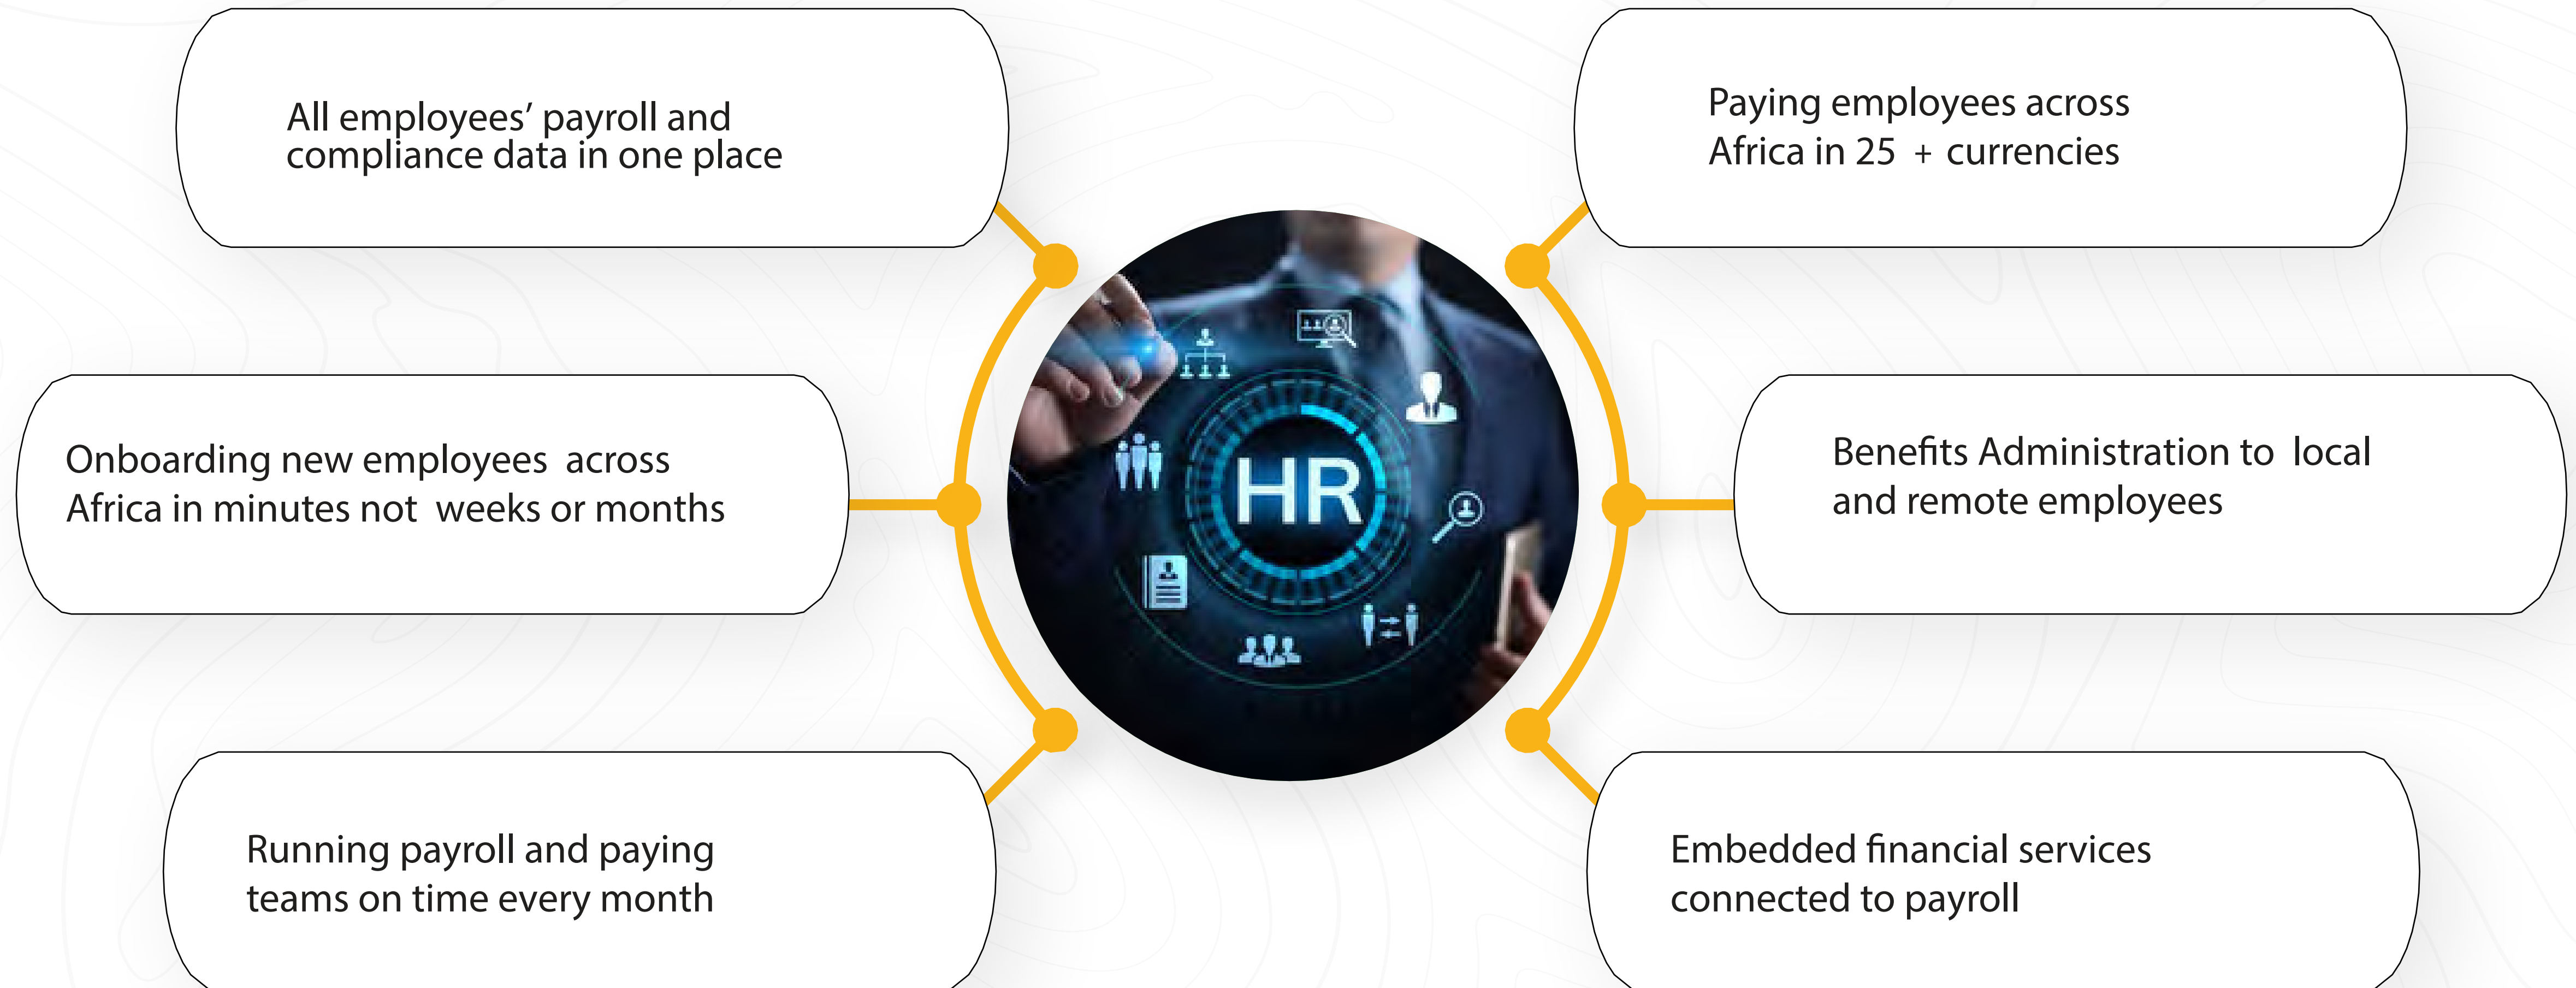 All employees’ payroll and
compliance data in one place
Onboarding new employees across
Africa in minutes not weeks or months
Running payroll and paying
teams on time every month
HR
Paying employees across
Africa in 25 + currencies
Benefits Administration to local
and remote employees
Embedded financial services
connected to payroll